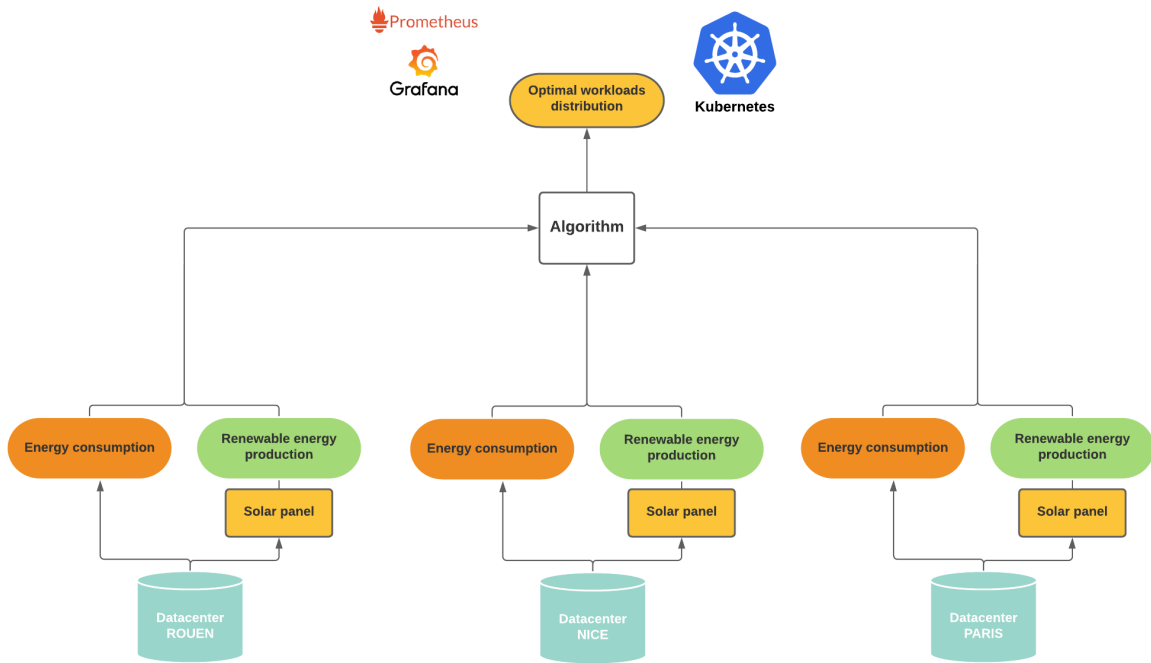 Prometheus
Grafana
Kubernetes
Optimal workloads
distribution
Algorithm
Energy consumption
Renewable energy
production
Solar panel
Datacenter
ROUEN
Energy consumption
Renewable energy
production
Solar panel
Datacenter
NICE
Energy consumption
Renewable energy
production
Solar panel
Datacenter
PARIS